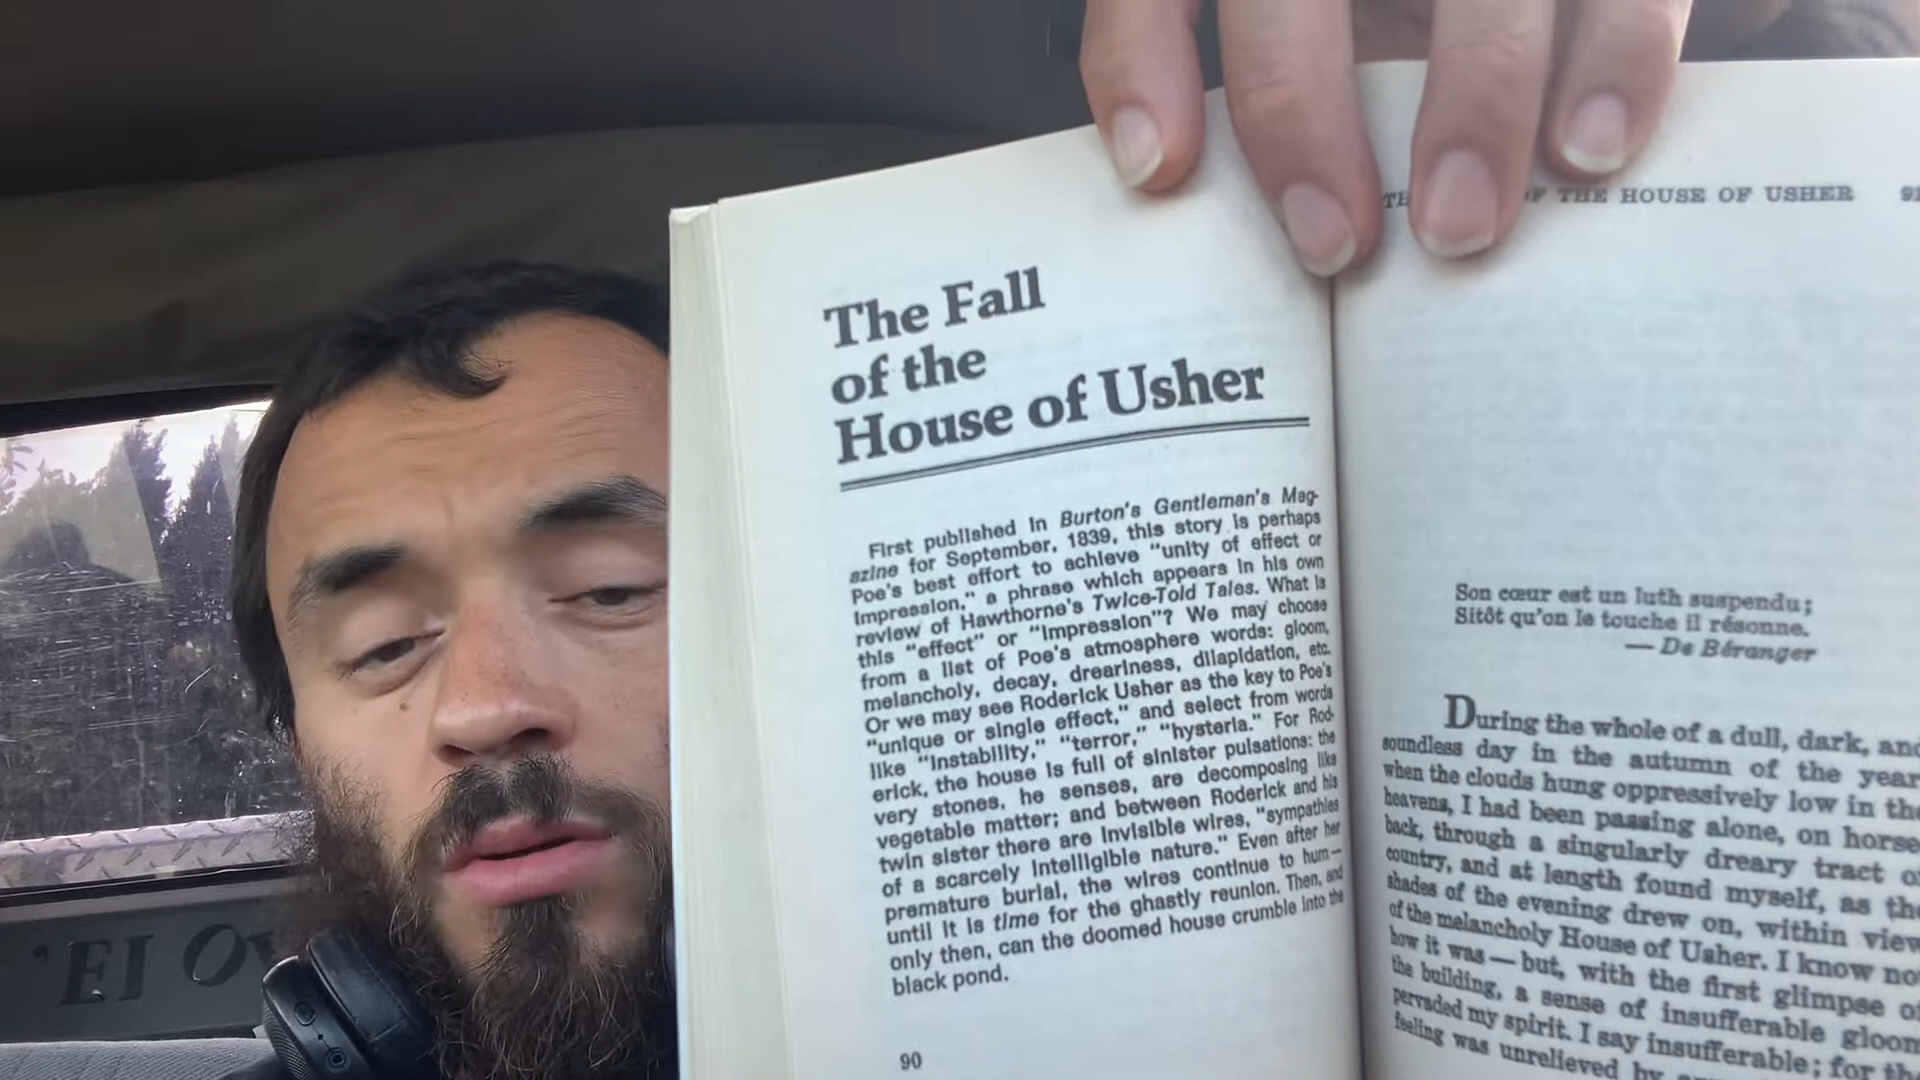 The Fall
of the
House of Usher
First published in Burton's Gentleman's Mag-
azine for September, 1839, this story is perhaps
Poe's best effort to achieve "unity of effect or
impression," a phrase which appears in his own
review of Hawthorne's Twice-Told Tales. What is
this "effect" or "impression"? We may choose
from a list of Poe's atmosphere words: gloom,
melancholy, decay, dreariness, dilapidation, etc.
Or we may see Roderick Usher as the key to Poe's
"unique or single effect," and select from words
like "instability," "terror," "hysteria." For Rod-
erick, the house is full of sinister pulsations: the
very stones, he senses, are decomposing like
vegetable matter; and between Roderick and his
twin sister there are invisible wires, "sympathies
of a scarcely intelligible nature." Even after her
premature burial, the wires continue to hum—
until it is time for the ghastly reunion. Then, and
only then, can the doomed house crumble into the
black pond.
90
OF THE HOUSE OF USHER 91
Son cœur est un luth suspendu;
Sitôt qu'on le touche il résonne.
— De Béranger
During the whole of a dull, dark, and
soundless day in the autumn of the year
when the clouds hung oppressively low in the
heavens, I had been passing alone, on horse
back, through a singularly dreary tract of
country, and at length found myself, as the
shades of the evening drew on, within view
of the melancholy House of Usher. I know not
how it was — but, with the first glimpse of
the building, a sense of insufferable gloom
pervaded my spirit. I say insufferable; for the
feeling was unrelieved by